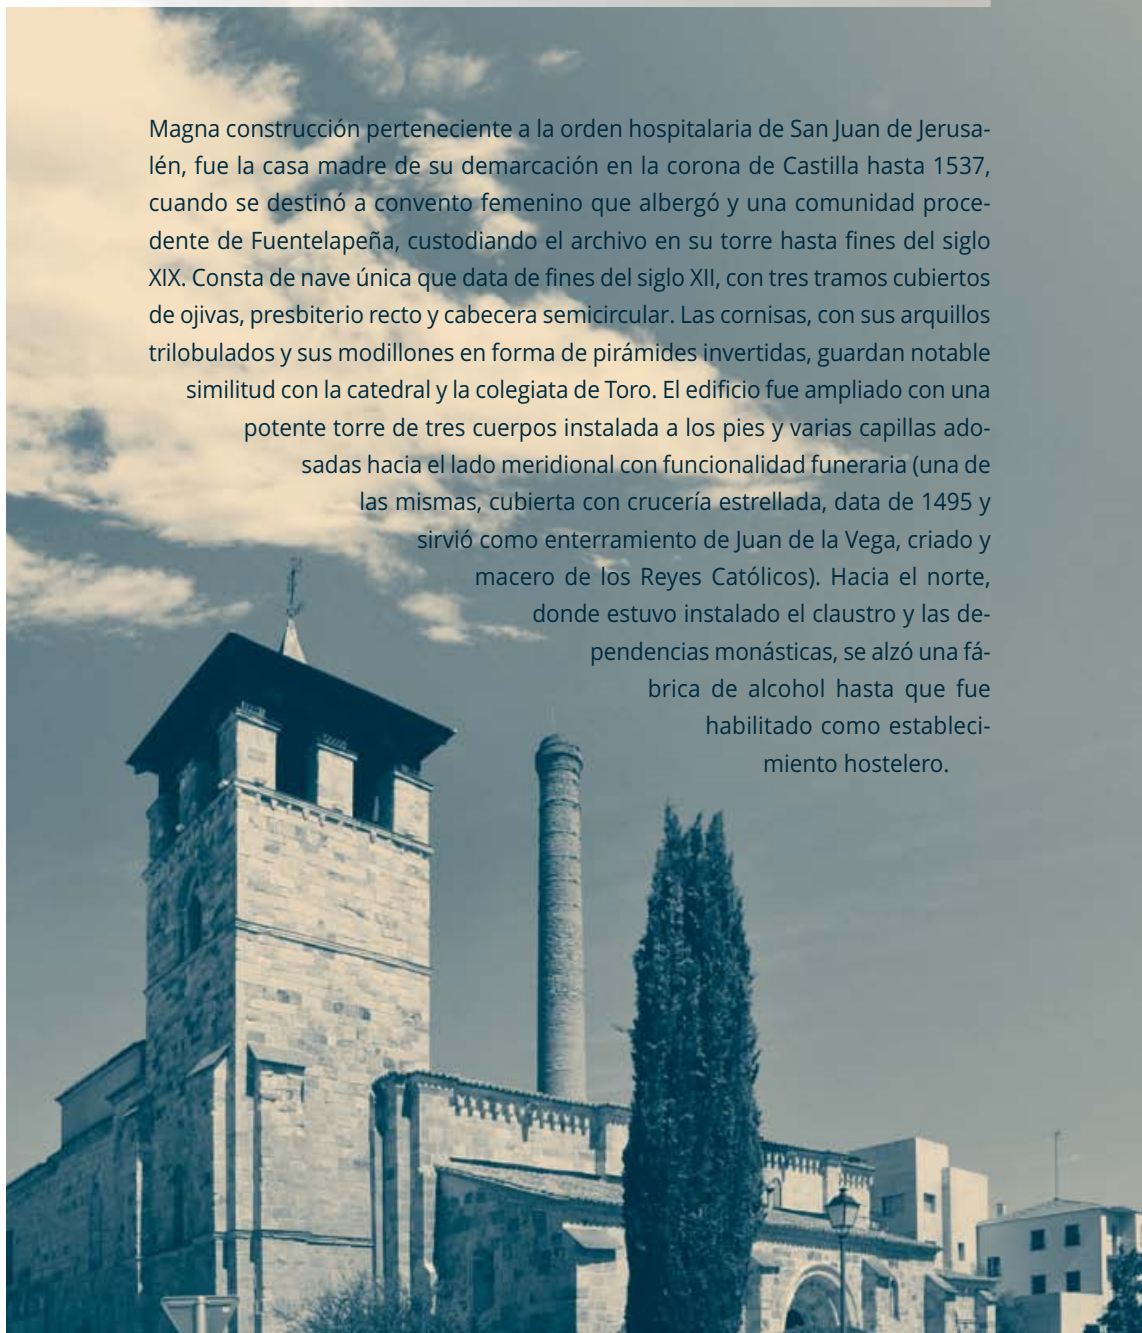 Magna construcción perteneciente a la orden hospitalaria de San Juan de Jerusa-
lén, fue la casa madre de su demarcación en la corona de Castilla hasta 1537,
cuando se destinó a convento femenino que albergó y una comunidad proce-
dente de Fuentelapeña, custodiando el archivo en su torre hasta fines del siglo
XIX. Consta de nave única que data de fines del siglo XII, con tres tramos cubiertos
de ojivas, presbiterio recto y cabecera semicircular. Las cornisas, con sus arquillos
trilobulados y sus modillones en forma de pirámides invertidas, guardan notable
similitud con la catedral y la colegiata de Toro. El edificio fue ampliado con una
potente torre de tres cuerpos instalada a los pies y varias capillas ado-
sadas hacia el lado meridional con funcionalidad funeraria (una de
las mismas, cubierta con crucería estrellada, data de 1495 y
sirvió como enterramiento de Juan de la Vega, criado y
macero de los Reyes Católicos). Hacia el norte,
donde estuvo instalado el claustro y las de-
pendencias monásticas, se alzó una fá-
brica de alcohol hasta que fue
habilitado como estableci-
miento hostelero.